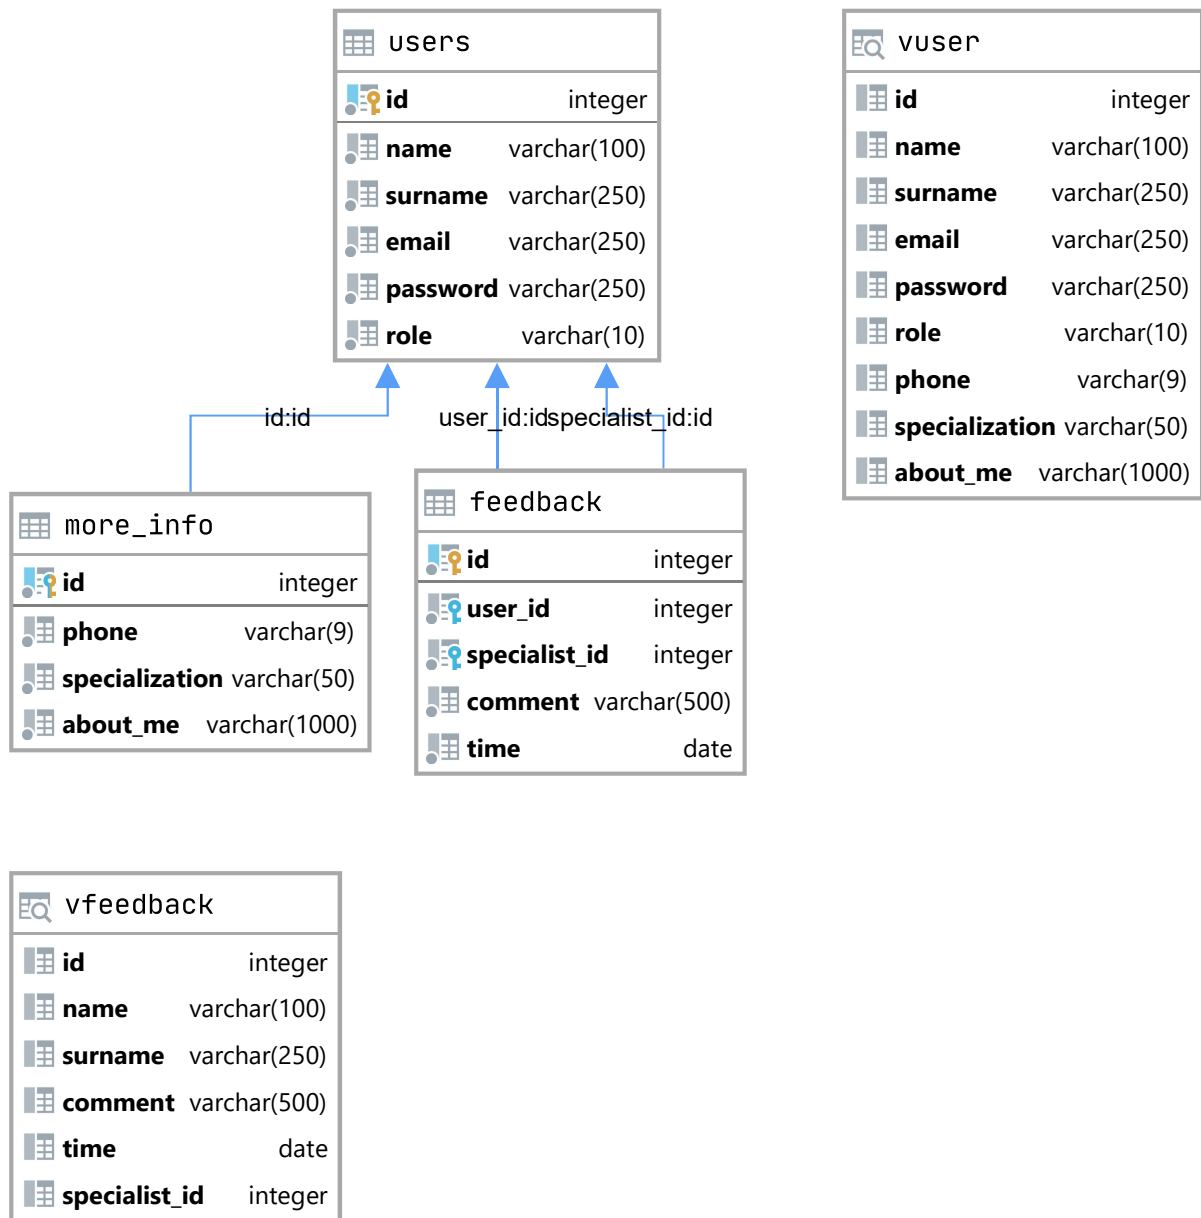 users
id integer
name varchar(100)
surname varchar(250)
email varchar(250)
password varchar(250)
role varchar(10)
vuser
id integer
name varchar(100)
surname varchar(250)
email varchar(250)
password varchar(250)
role varchar(10)
phone varchar(9)
specialization varchar(50)
about_me varchar(1000)
id:id
user_id:id
specialist_id:id
more_info
id integer
phone varchar(9)
specialization varchar(50)
about_me varchar(1000)
feedback
id integer
user_id integer
specialist_id integer
comment varchar(500)
time date
vfeedback
id integer
name varchar(100)
surname varchar(250)
comment varchar(500)
time date
specialist_id integer